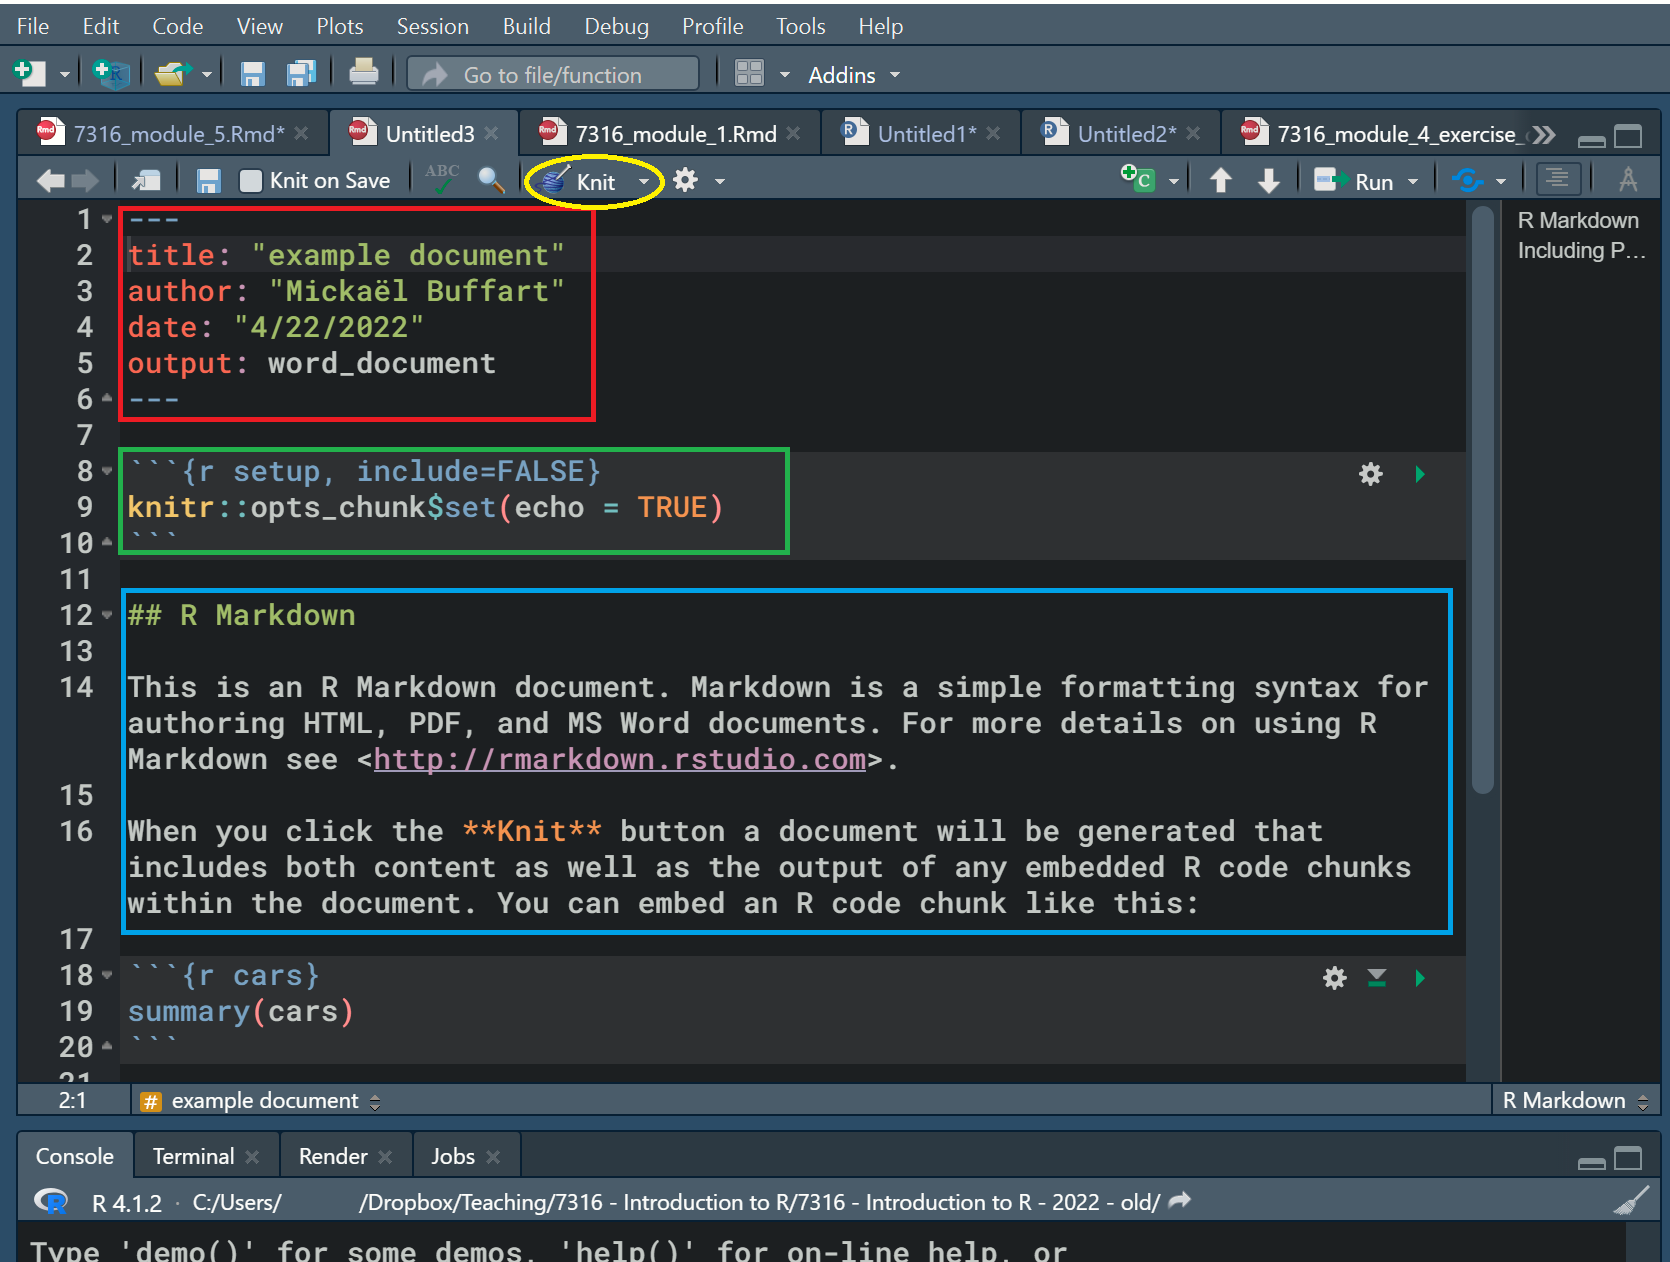 File Edit Code View Plots Session Build Debug Profile Tools Help
R Go to file/function Addins
Rmd 7316_module_5.Rmd* Rmd Untitled3 Rmd 7316_module_1.Rmd R Untitled1* R Untitled2* Rmd 7316_module_4_exercise_
Knit on Save ABC Knit C Run
1 ---
2 title: "example document"
3 author: "Mickaël Buffart"
4 date: "4/22/2022"
5 output: word_document
6 ---
7
8 ```{r setup, include=FALSE}
9 knitr::opts_chunk$set(echo = TRUE)
10 ```
11
12 ## R Markdown
13
14 This is an R Markdown document. Markdown is a simple formatting syntax for
authoring HTML, PDF, and MS Word documents. For more details on using R
Markdown see <http://rmarkdown.rstudio.com>.
15
16 When you click the **Knit** button a document will be generated that
includes both content as well as the output of any embedded R code chunks
within the document. You can embed an R code chunk like this:
17
18 ```{r cars}
19 summary(cars)
20 ```
21
R Markdown
Including P...
2:1 # example document R Markdown
Console Terminal Render Jobs
R R 4.1.2 · C:/Users/ /Dropbox/Teaching/7316 - Introduction to R/7316 - Introduction to R - 2022 - old/
Type 'demo()' for some demos, 'help()' for on-line help, or